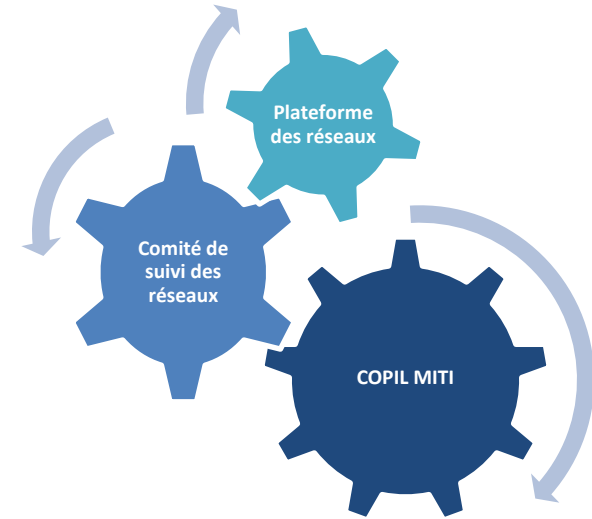 Plateforme
des réseaux
Comité de
suivi des
réseaux
COPIL MITI